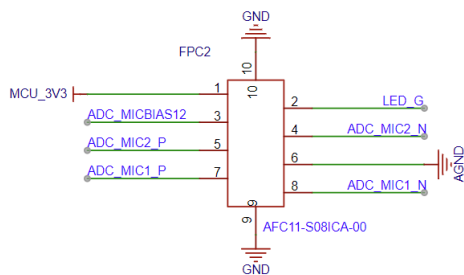 GND
FPC2
10
10
MCU_3V3 1
2 LED_G
ADC_MICBIAS12 3
4 ADC_MIC2_N
ADC_MIC2_P 5
6 AGND
ADC_MIC1_P 7
8 ADC_MIC1_N
9
9 AFC11-S08ICA-00
GND